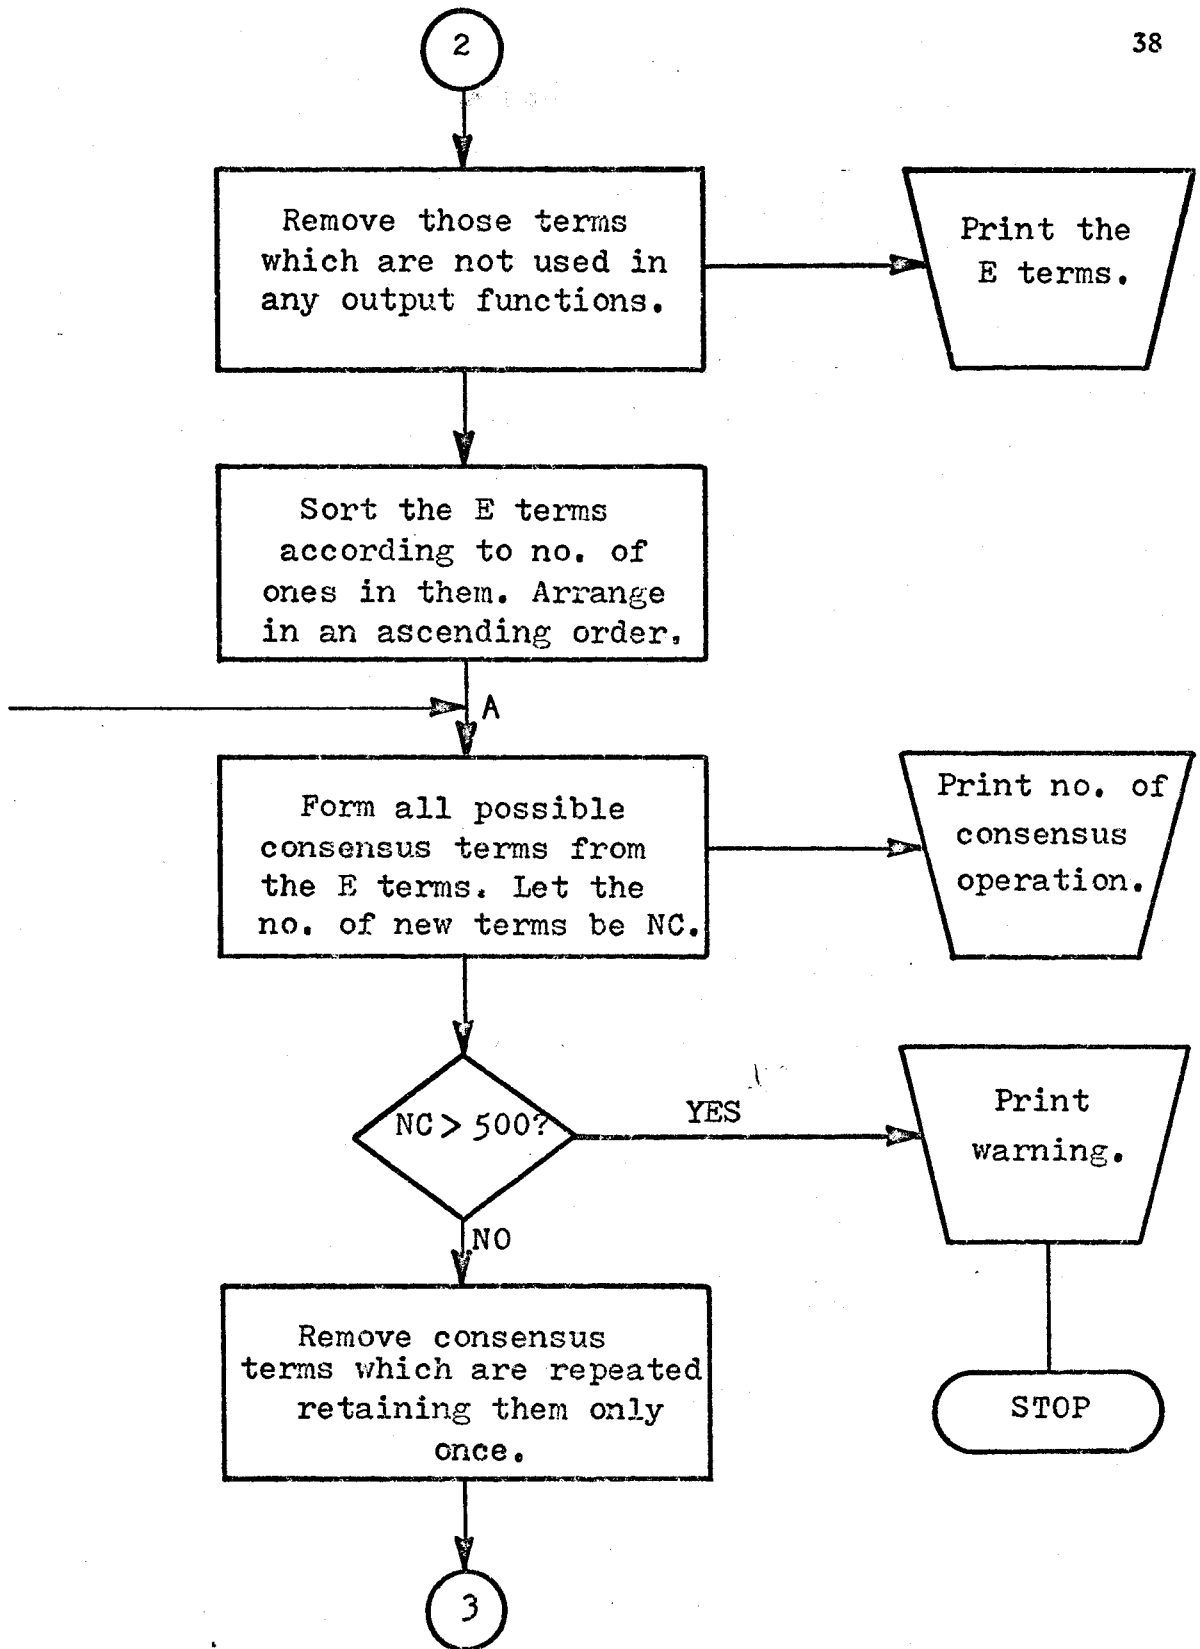 38
2
Remove those terms
which are not used in
any output functions.
Print the
E terms.
Sort the E terms
according to no. of
ones in them. Arrange
in an ascending order.
A
Form all possible
consensus terms from
the E terms. Let the
no. of new terms be NC.
Print no. of
consensus
operation.
NC > 500?
YES
Print
warning.
NO
Remove consensus
terms which are repeated
retaining them only
once.
STOP
3